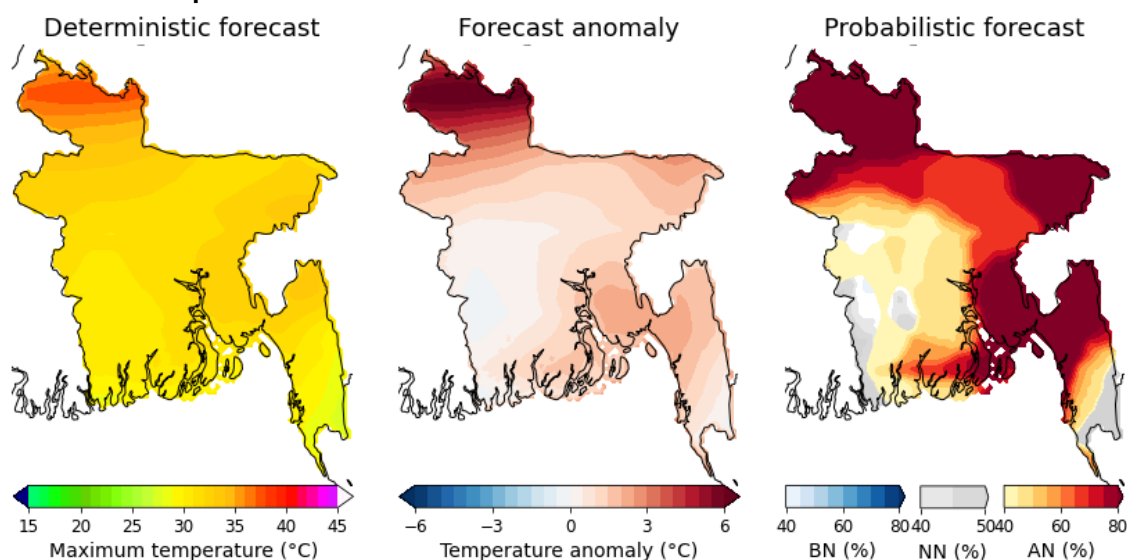 Deterministic forecast
Forecast anomaly
Probabilistic forecast
15 20 25 30 35 40 45
Maximum temperature (°C)
−6 −3 0 3 6
Temperature anomaly (°C)
40 60 80
BN (%)
40 50
NN (%)
40 60 80
AN (%)